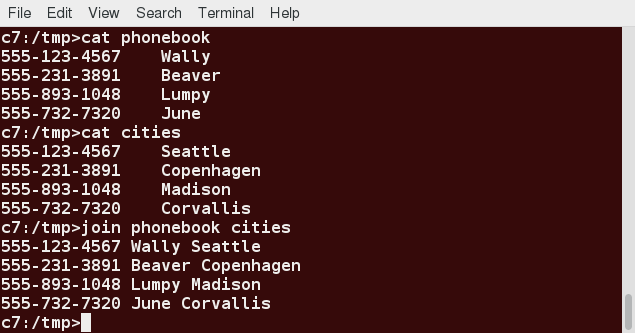 File Edit View Search Terminal Help
c7:/tmp>cat phonebook
555-123-4567    Wally
555-231-3891    Beaver
555-893-1048    Lumpy
555-732-7320    June
c7:/tmp>cat cities
555-123-4567    Seattle
555-231-3891    Copenhagen
555-893-1048    Madison
555-732-7320    Corvallis
c7:/tmp>join phonebook cities
555-123-4567 Wally Seattle
555-231-3891 Beaver Copenhagen
555-893-1048 Lumpy Madison
555-732-7320 June Corvallis
c7:/tmp>